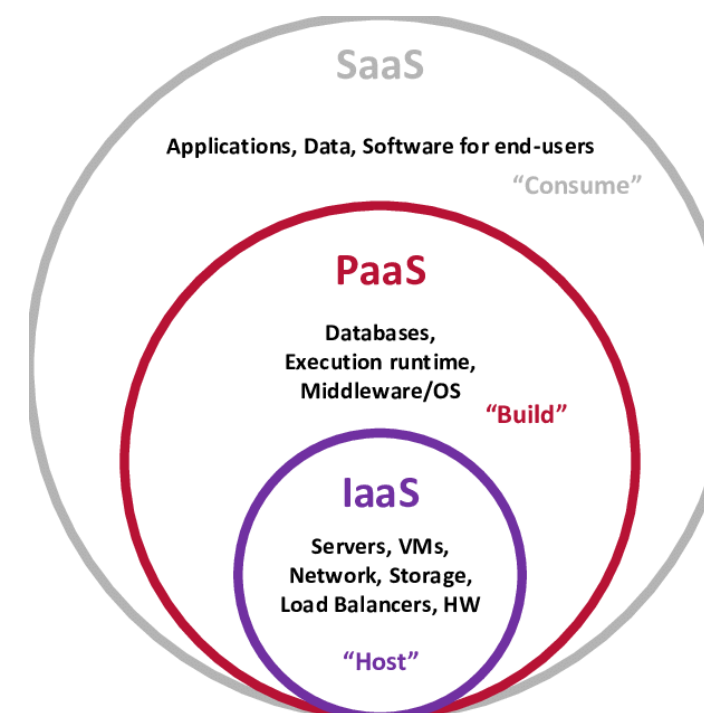 SaaS
Applications, Data, Software for end-users
“Consume”
PaaS
Databases,
Execution runtime,
Middleware/OS
“Build”
IaaS
Servers, VMs,
Network, Storage,
Load Balancers, HW
“Host”